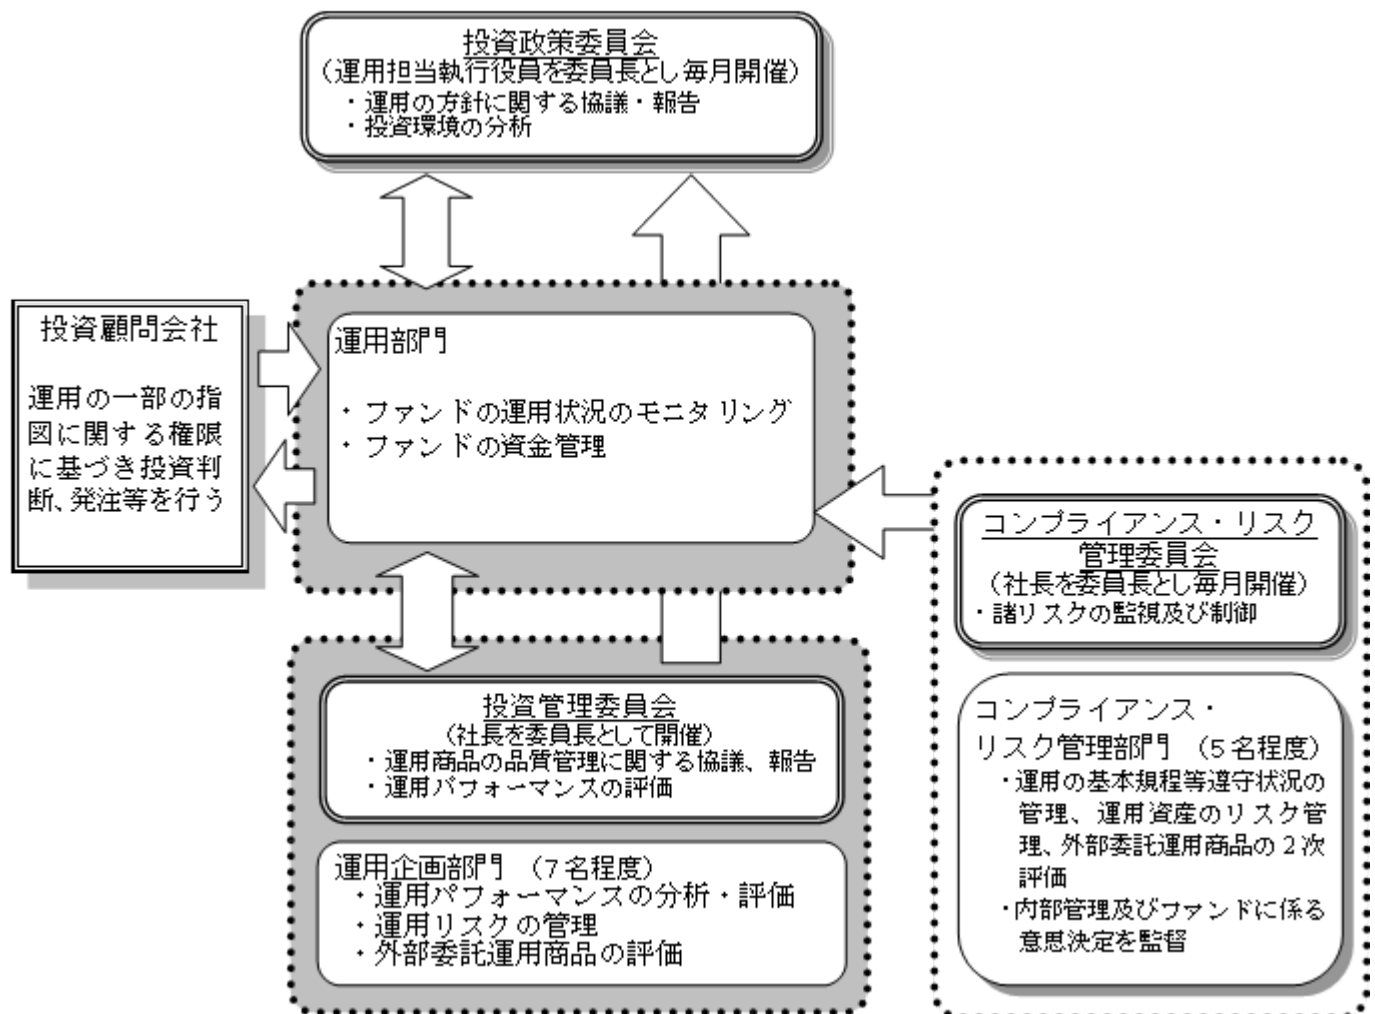 投資政策委員会
（運用担当執行役員を委員長とし毎月開催）
・運用の方針に関する協議・報告
・投資環境の分析
投資顧問会社
運用の一部の指
図に関する権限
に基づき投資判
断、発注等を行う
運用部門
・ファンドの運用状況のモニタリング
・ファンドの資金管理
投資管理委員会
（社長を委員長として開催）
・運用商品の品質管理に関する協議、報告
・運用パフォーマンスの評価
運用企画部門　（７名程度）
・運用パフォーマンスの分析・評価
・運用リスクの管理
・外部委託運用商品の評価
コンプライアンス・リスク
管理委員会
（社長を委員長とし毎月開催）
・諸リスクの監視及び制御
コンプライアンス・
リスク管理部門　（５名程度）
・運用の基本規程等遵守状況の
管理、運用資産のリスク管
理、外部委託運用商品の２次
評価
・内部管理及びファンドに係る
意思決定を監督